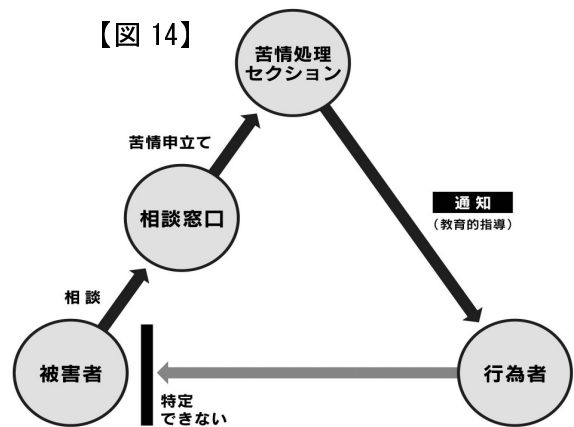 【図 14】
苦情処理
セクション
苦情申立て
相談窓口
通 知
（教育的指導）
相 談
被害者
特定
できない
行為者